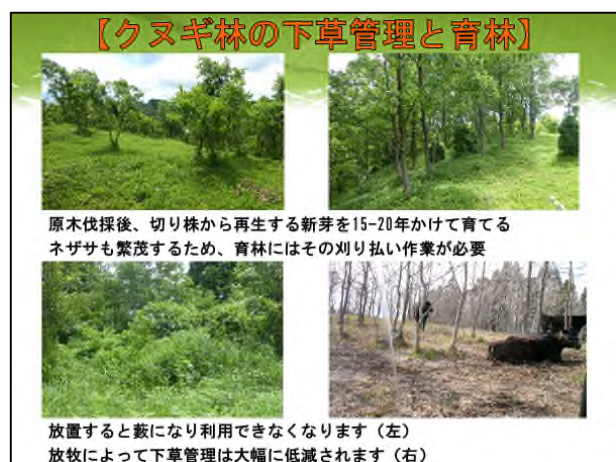 【クヌギ林の下草管理と育林】
原木伐採後、切り株から再生する新芽を15-20年かけて育てる
ネザサも繁茂するため、育林にはその刈り払い作業が必要
放置すると藪になり利用できなくなります（左）
放牧によって下草管理は大幅に低減されます（右）